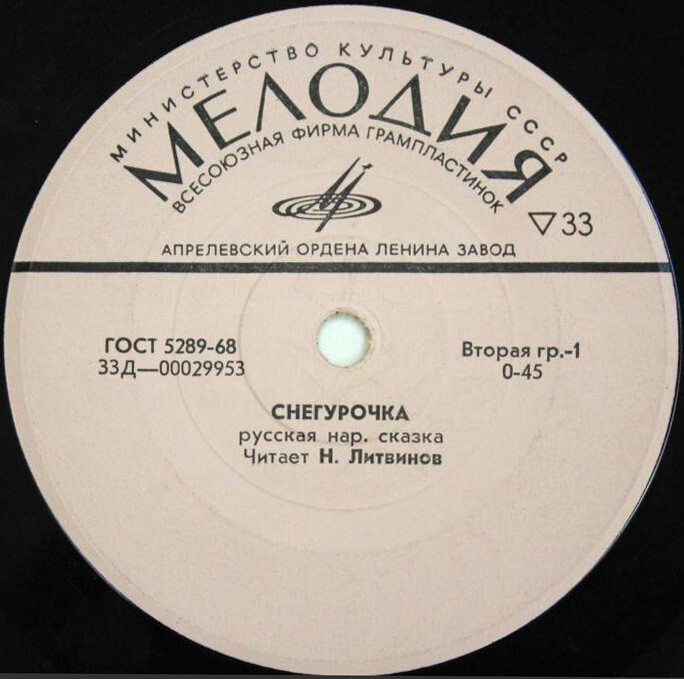 МИНИСТЕРСТВО КУЛЬТУРЫ СССР
МЕЛОДИЯ
ВСЕСОЮЗНАЯ ФИРМА ГРАМПЛАСТИНОК
▽33
АПРЕЛЕВСКИЙ ОРДЕНА ЛЕНИНА ЗАВОД
ГОСТ 5289-68
33Д—00029953
Вторая гр.-1
0-45
СНЕГУРОЧКА
русская нар. сказка
Читает Н. Литвинов